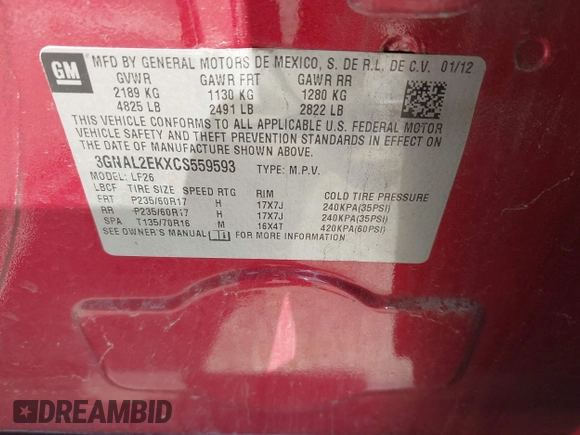 GM
MFD BY GENERAL MOTORS DE MEXICO, S. DE R.L. DE C.V. 01/12
GVWR GAWR FRT GAWR RR
2189 KG 1130 KG 1280 KG
4825 LB 2491 LB 2822 LB
THIS VEHICLE CONFORMS TO ALL APPLICABLE U.S. FEDERAL MOTOR
VEHICLE SAFETY AND THEFT PREVENTION STANDARDS IN EFFECT ON
THE DATE OF MANUFACTURE SHOWN ABOVE.
3GNAL2EKXCS559593 TYPE: M.P.V.
MODEL: LF26
LBCF TIRE SIZE SPEED RTG RIM COLD TIRE PRESSURE
FRT P235/60R17 H 17X7J 240KPA(35PSI)
RR P235/60R17 H 17X7J 240KPA(35PSI)
SPA T135/70R16 M 16X4T 420KPA(60PSI)
SEE OWNER'S MANUAL FOR MORE INFORMATION
DREAMBID